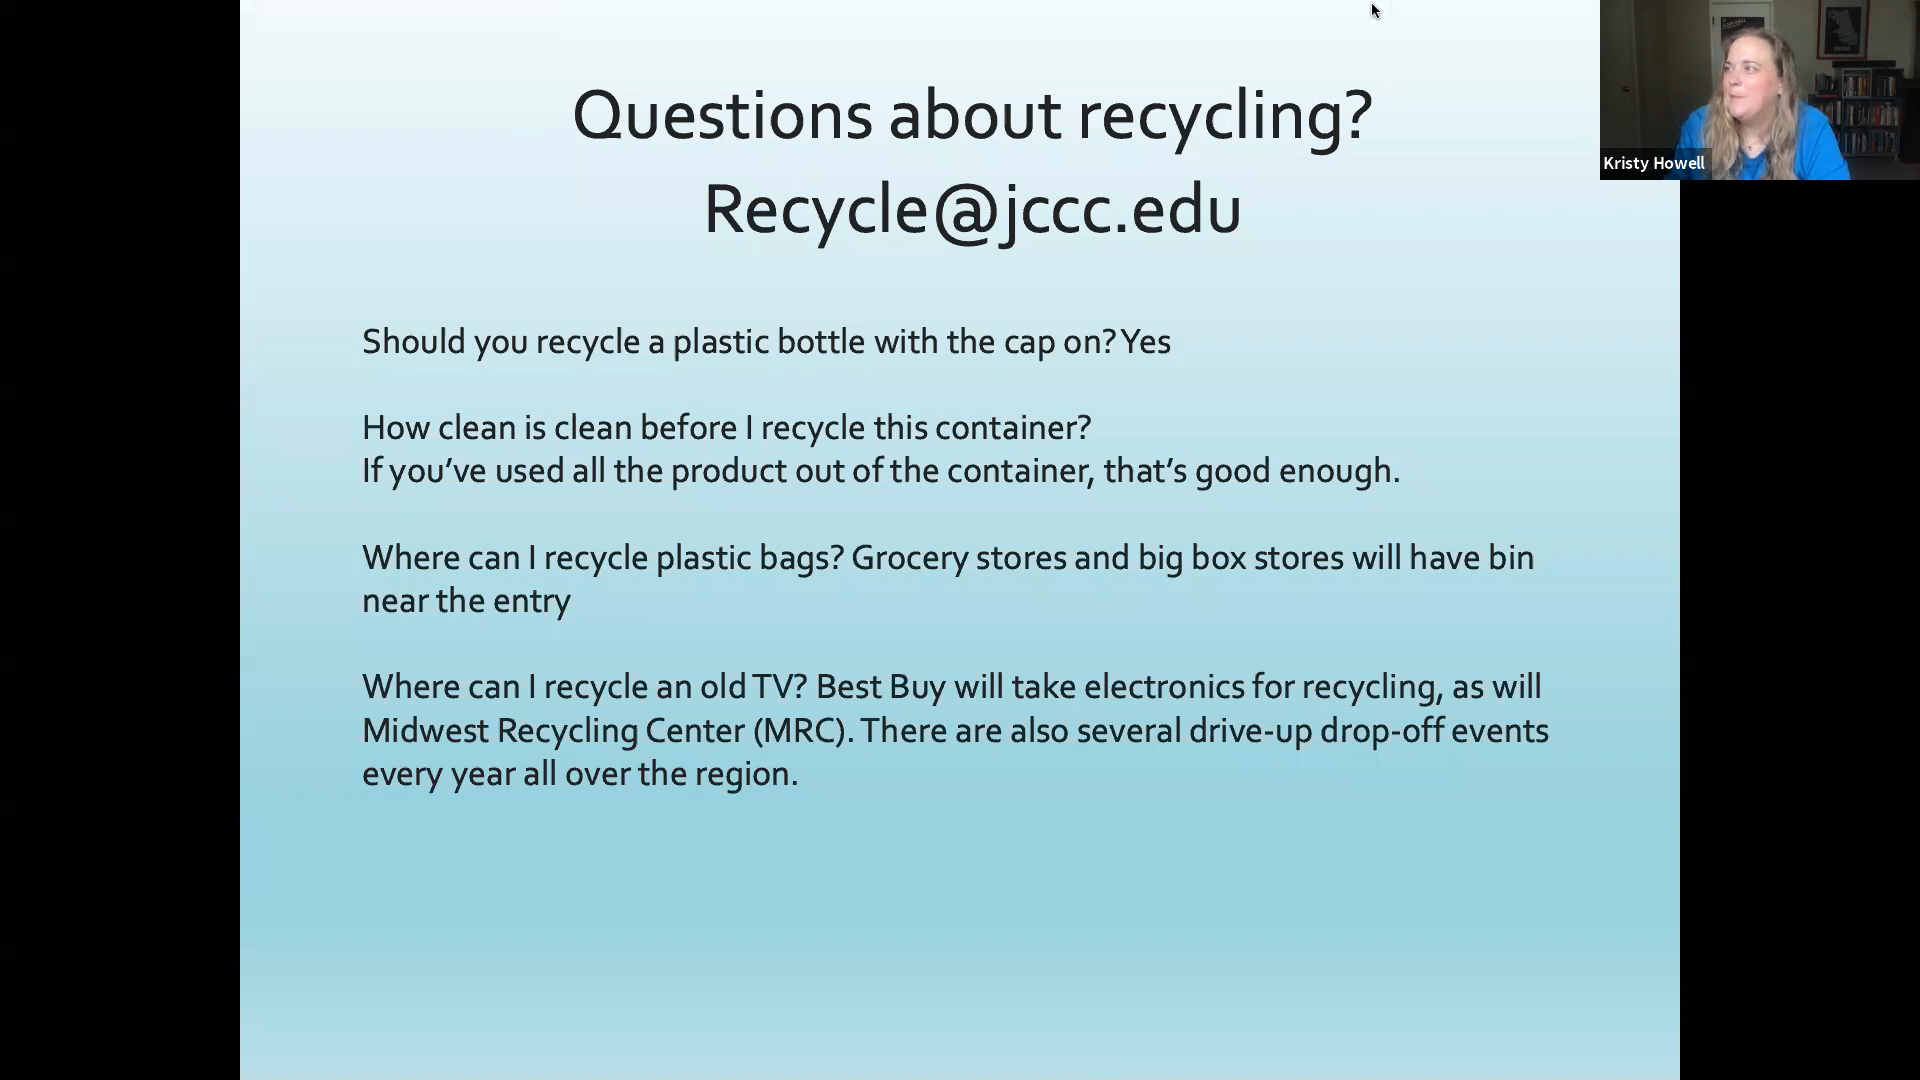 Questions about recycling?
Recycle@jccc.edu
Should you recycle a plastic bottle with the cap on? Yes
How clean is clean before I recycle this container?
If you’ve used all the product out of the container, that’s good enough.
Where can I recycle plastic bags? Grocery stores and big box stores will have bin
near the entry
Where can I recycle an old TV? Best Buy will take electronics for recycling, as will
Midwest Recycling Center (MRC). There are also several drive-up drop-off events
every year all over the region.
Kristy Howell